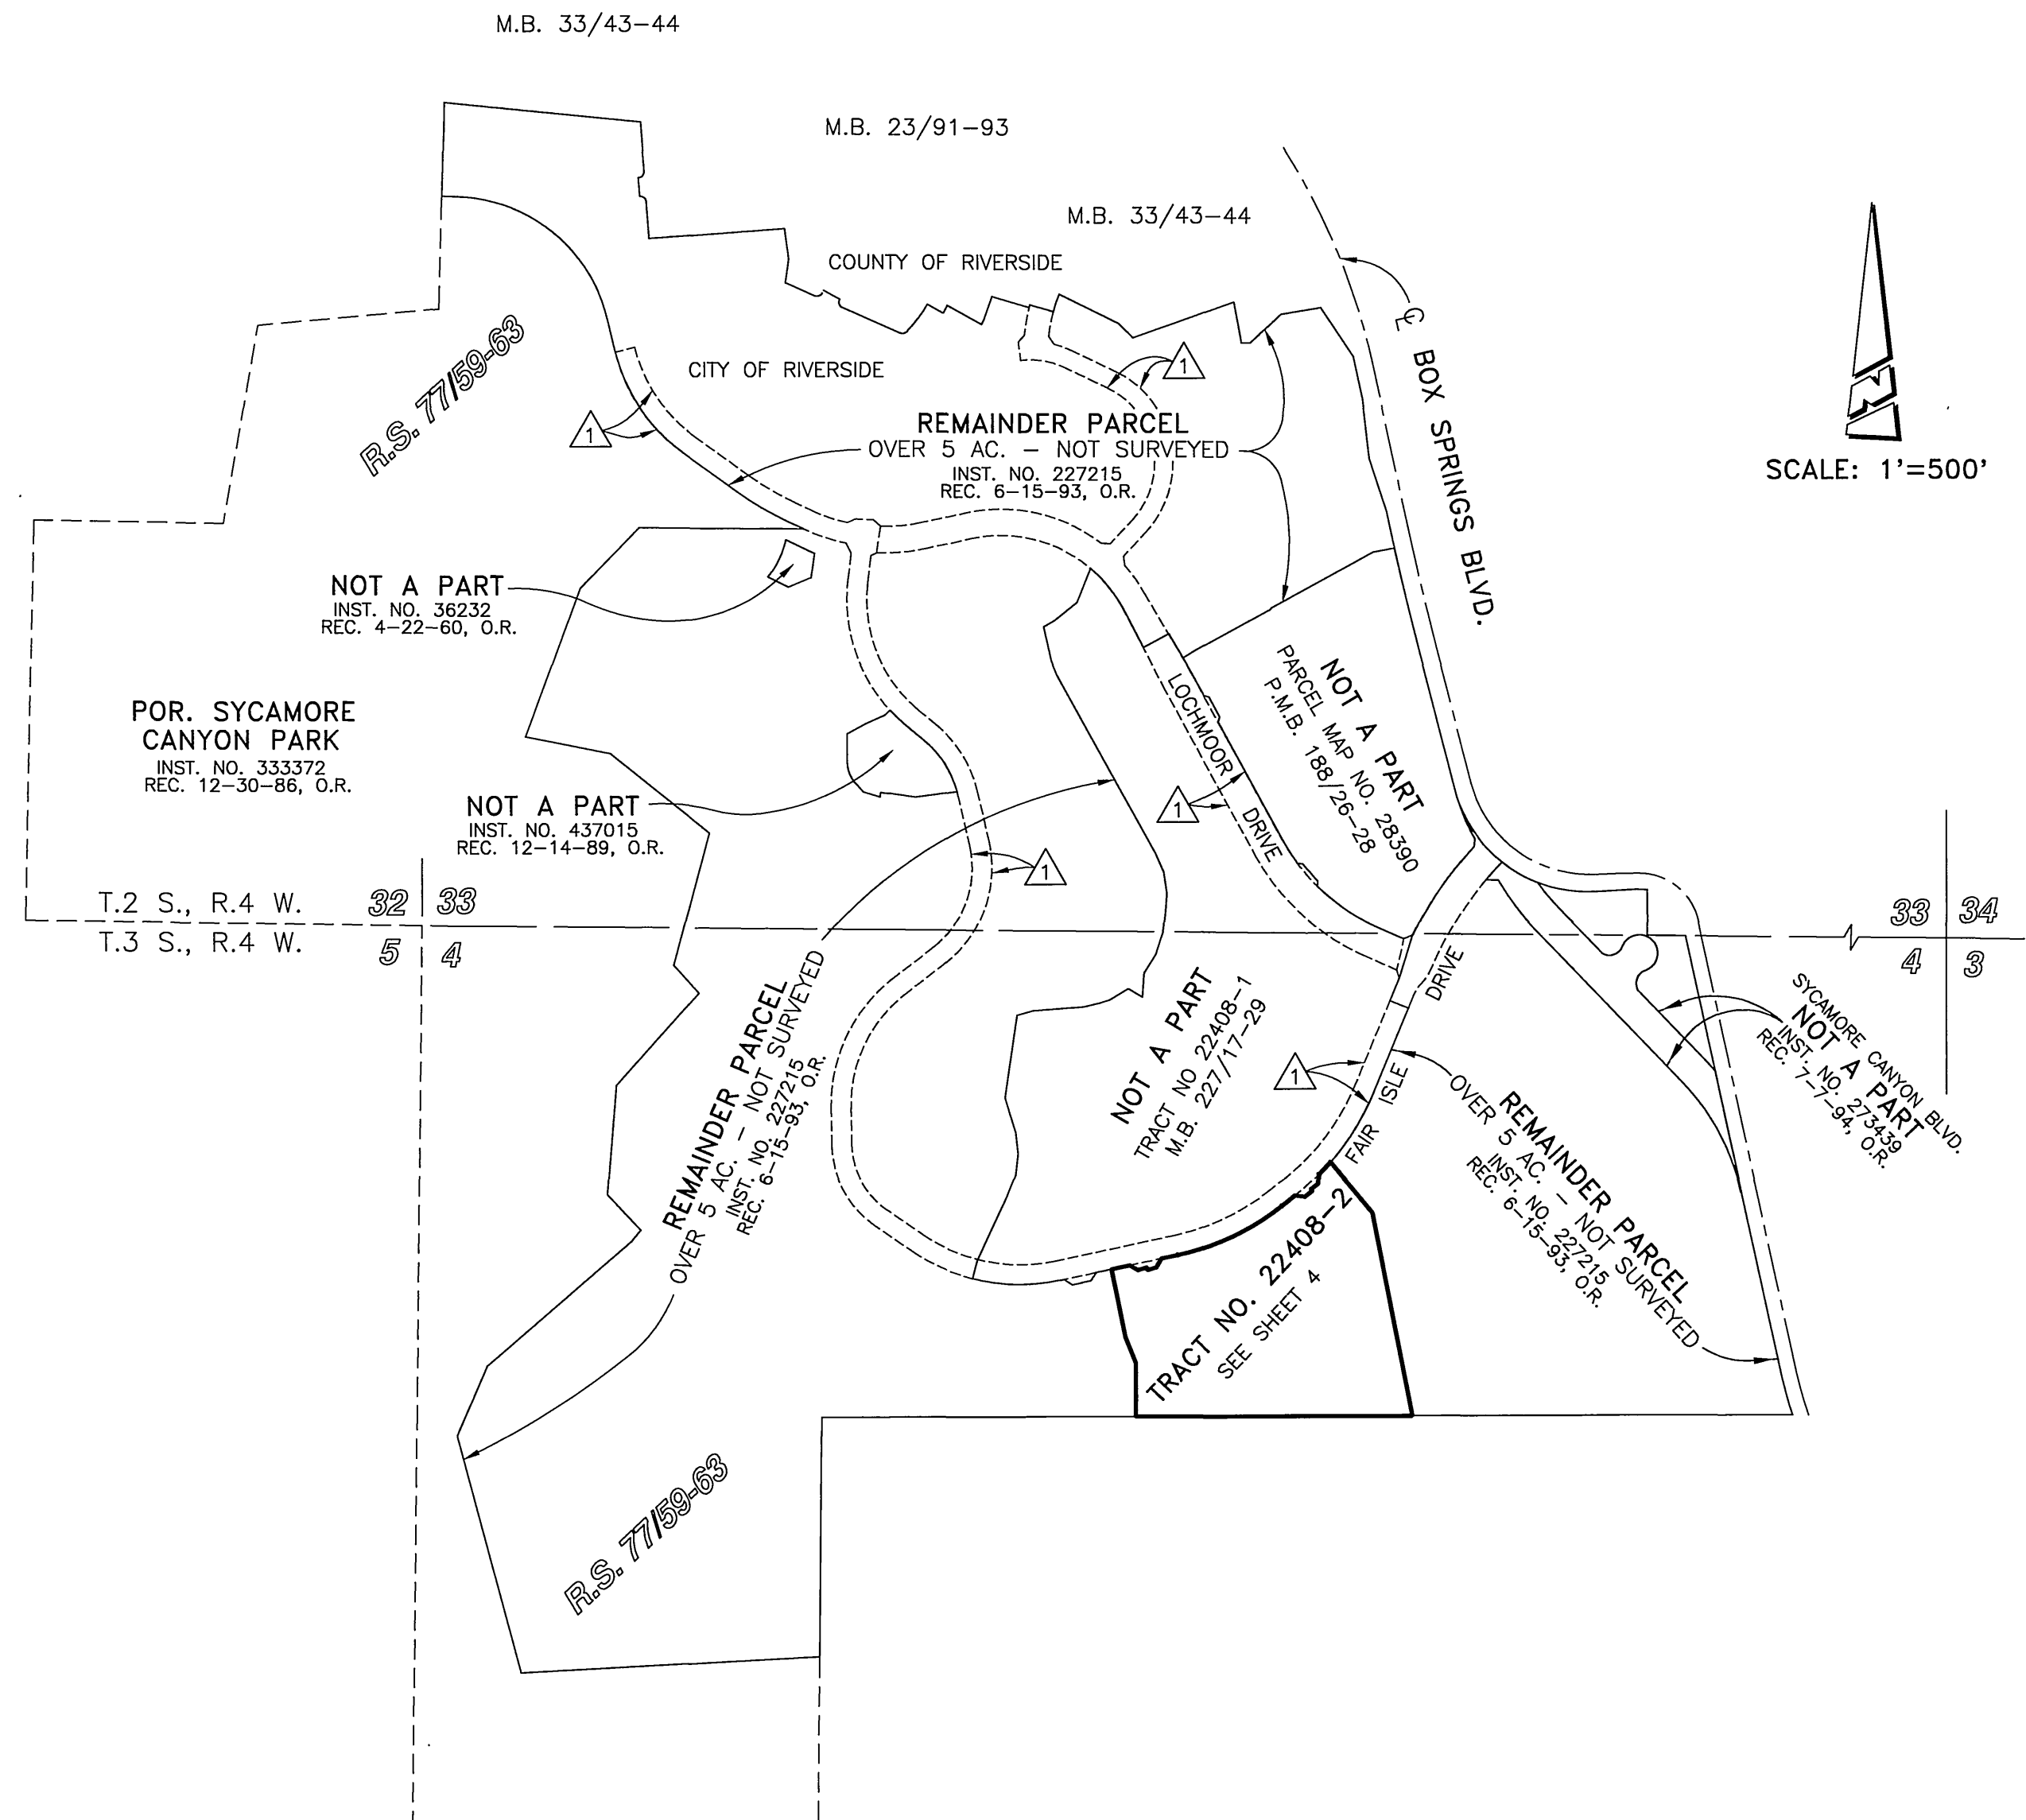 M.B. 33/43-44
M.B. 23/91-93
M.B. 33/43-44
COUNTY OF RIVERSIDE
CITY OF RIVERSIDE
R.S. 77/59-63
1
1
REMAINDER PARCEL
OVER 5 AC. - NOT SURVEYED
INST. NO. 227215
REC. 6-15-93, O.R.
℄ BOX SPRINGS BLVD.
N
SCALE: 1'=500'
NOT A PART
INST. NO. 36232
REC. 4-22-60, O.R.
POR. SYCAMORE
CANYON PARK
INST. NO. 333372
REC. 12-30-86, O.R.
NOT A PART
INST. NO. 437015
REC. 12-14-89, O.R.
NOT A PART
PARCEL MAP NO. 28390
P.M.B. 188/26-28
LOCHMOOR DRIVE
1
1
T.2 S., R.4 W.
32
33
T.3 S., R.4 W.
5
4
33
34
4
3
REMAINDER PARCEL
OVER 5 AC. - NOT SURVEYED
INST. NO. 227215
REC. 6-15-93, O.R.
NOT A PART
TRACT NO 22408-1
M.B. 227/17-29
1
FAIR ISLE DRIVE
SYCAMORE CANYON BLVD.
NOT A PART
INST. NO. 273439
REC. 7-7-94, O.R.
REMAINDER PARCEL
OVER 5 AC. - NOT SURVEYED
INST. NO. 227215
REC. 6-15-93, O.R.
TRACT NO. 22408-2
SEE SHEET 4
R.S. 77/59-63